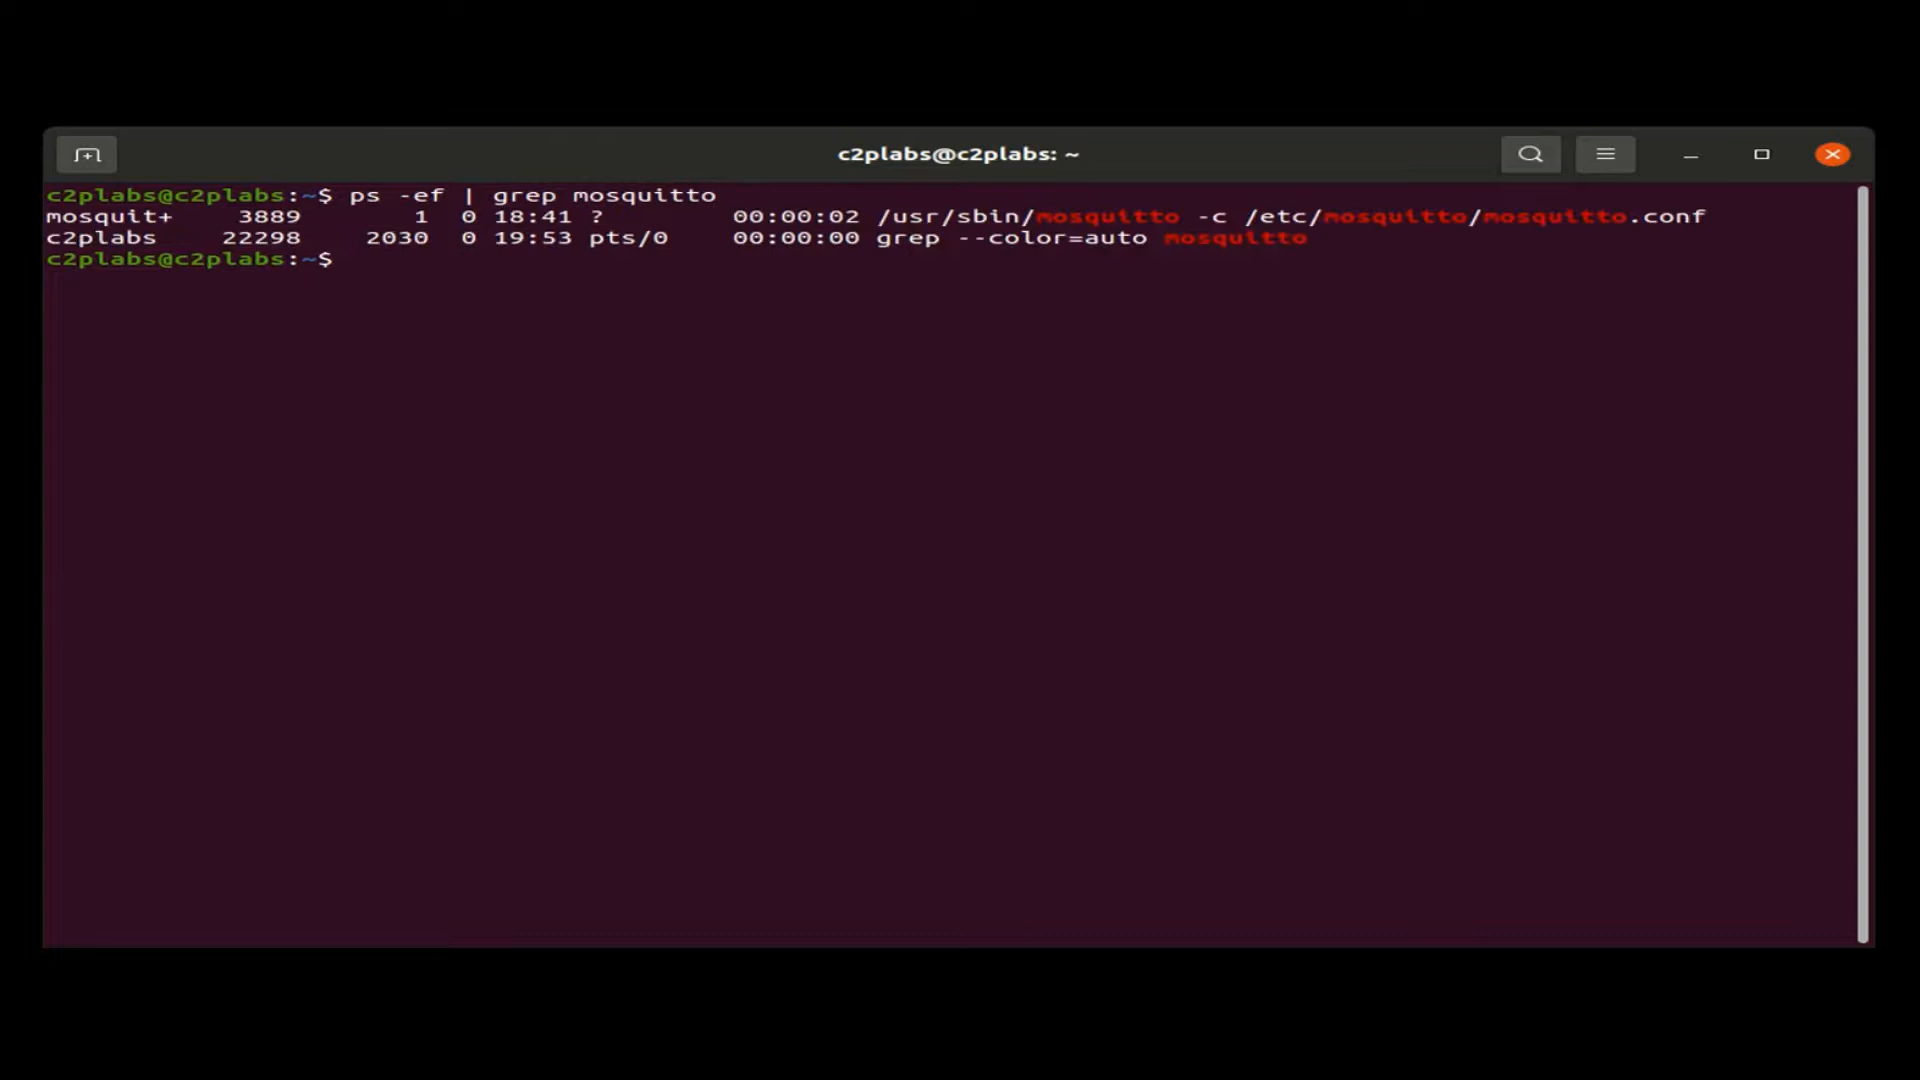 c2plabs@c2plabs: ~
c2plabs@c2plabs:~$ ps -ef | grep mosquitto
mosquit+    3889       1  0 18:41 ?        00:00:02 /usr/sbin/mosquitto -c /etc/mosquitto/mosquitto.conf
c2plabs    22298    2030  0 19:53 pts/0    00:00:00 grep --color=auto mosquitto
c2plabs@c2plabs:~$